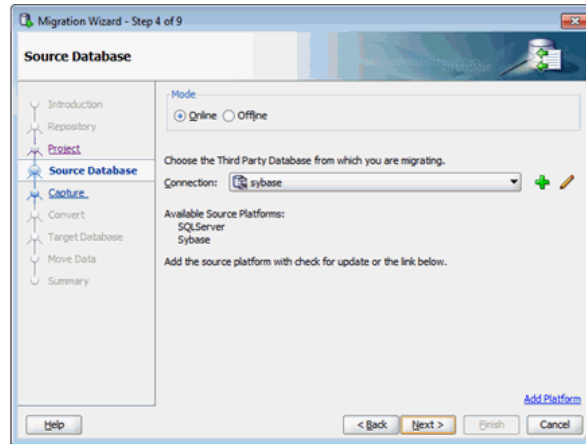 Migration Wizard - Step 4 of 9
Source Database
Introduction
Repository
Project
Source Database
Capture
Convert
Target Database
Move Data
Summary
Mode
Online Offline
Choose the Third Party Database from which you are migrating.
Connection: sybase
Available Source Platforms:
SQLServer
Sybase
Add the source platform with check for update or the link below.
Add Platform
Help < Back Next > Finish Cancel